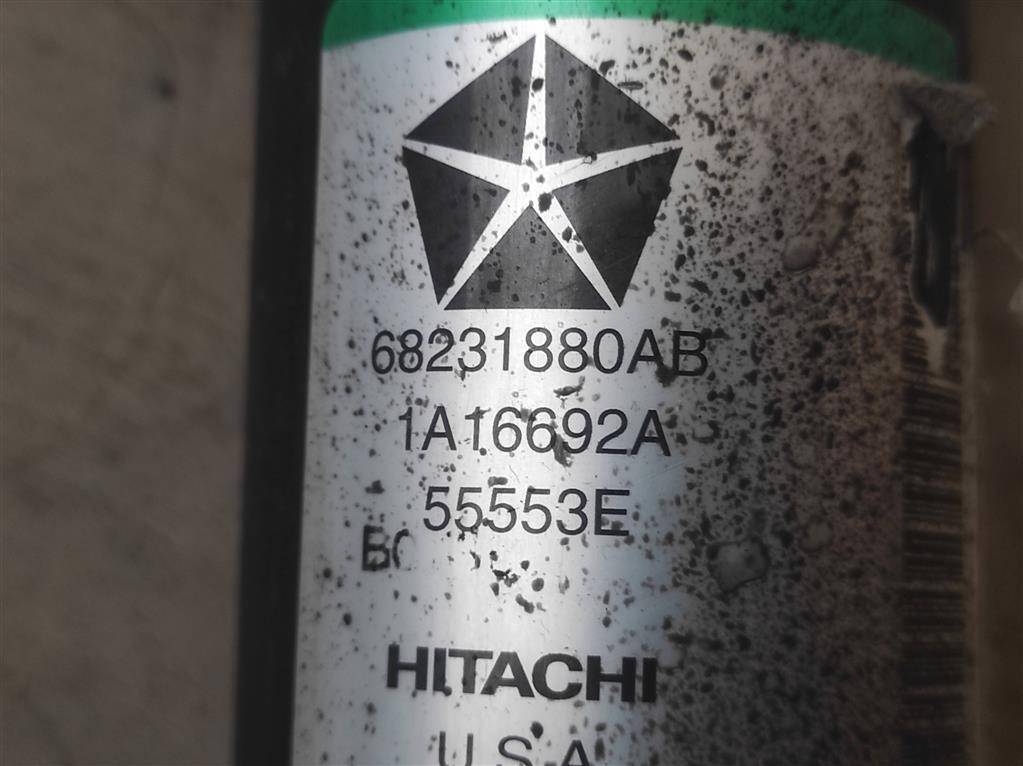 68231880AB
1A16692A
55553E
HITACHI
U.S.A.